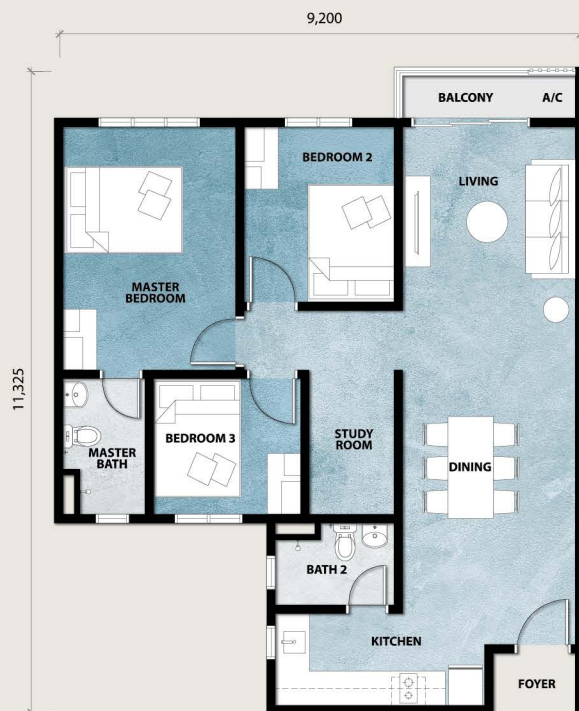 9,200
BALCONY
A/C
BEDROOM 2
LIVING
MASTER
BEDROOM
11,325
BEDROOM 3
STUDY
ROOM
MASTER
BATH
DINING
BATH 2
KITCHEN
FOYER